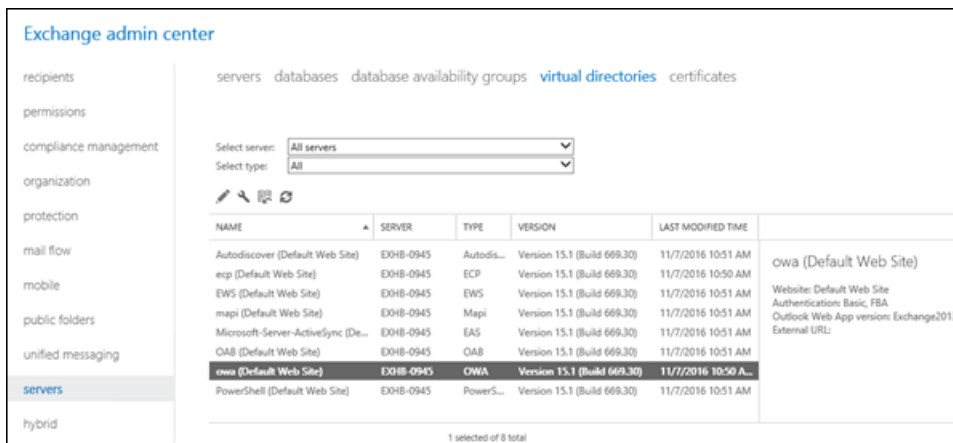 Exchange admin center
recipients
permissions
compliance management
organization
protection
mail flow
mobile
public folders
unified messaging
servers
hybrid
servers databases database availability groups virtual directories certificates
Select server: All servers
Select type: All
NAME SERVER TYPE VERSION LAST MODIFIED TIME
Autodiscover (Default Web Site) EXHB-0945 Autodis... Version 15.1 (Build 669.30) 11/7/2016 10:51 AM
ecp (Default Web Site) EXHB-0945 ECP Version 15.1 (Build 669.30) 11/7/2016 10:50 AM
EWS (Default Web Site) EXHB-0945 EWS Version 15.1 (Build 669.30) 11/7/2016 10:51 AM
mapi (Default Web Site) EXHB-0945 Mapi Version 15.1 (Build 669.30) 11/7/2016 10:51 AM
Microsoft-Server-ActiveSync (De... EXHB-0945 EAS Version 15.1 (Build 669.30) 11/7/2016 10:51 AM
OAB (Default Web Site) EXHB-0945 OAB Version 15.1 (Build 669.30) 11/7/2016 10:51 AM
owa (Default Web Site) EXHB-0945 OWA Version 15.1 (Build 669.30) 11/7/2016 10:50 A...
PowerShell (Default Web Site) EXHB-0945 PowerS... Version 15.1 (Build 669.30) 11/7/2016 10:51 AM
1 selected of 8 total
owa (Default Web Site)
Website: Default Web Site
Authentication: Basic, FBA
Outlook Web App version: Exchange201
External URL: